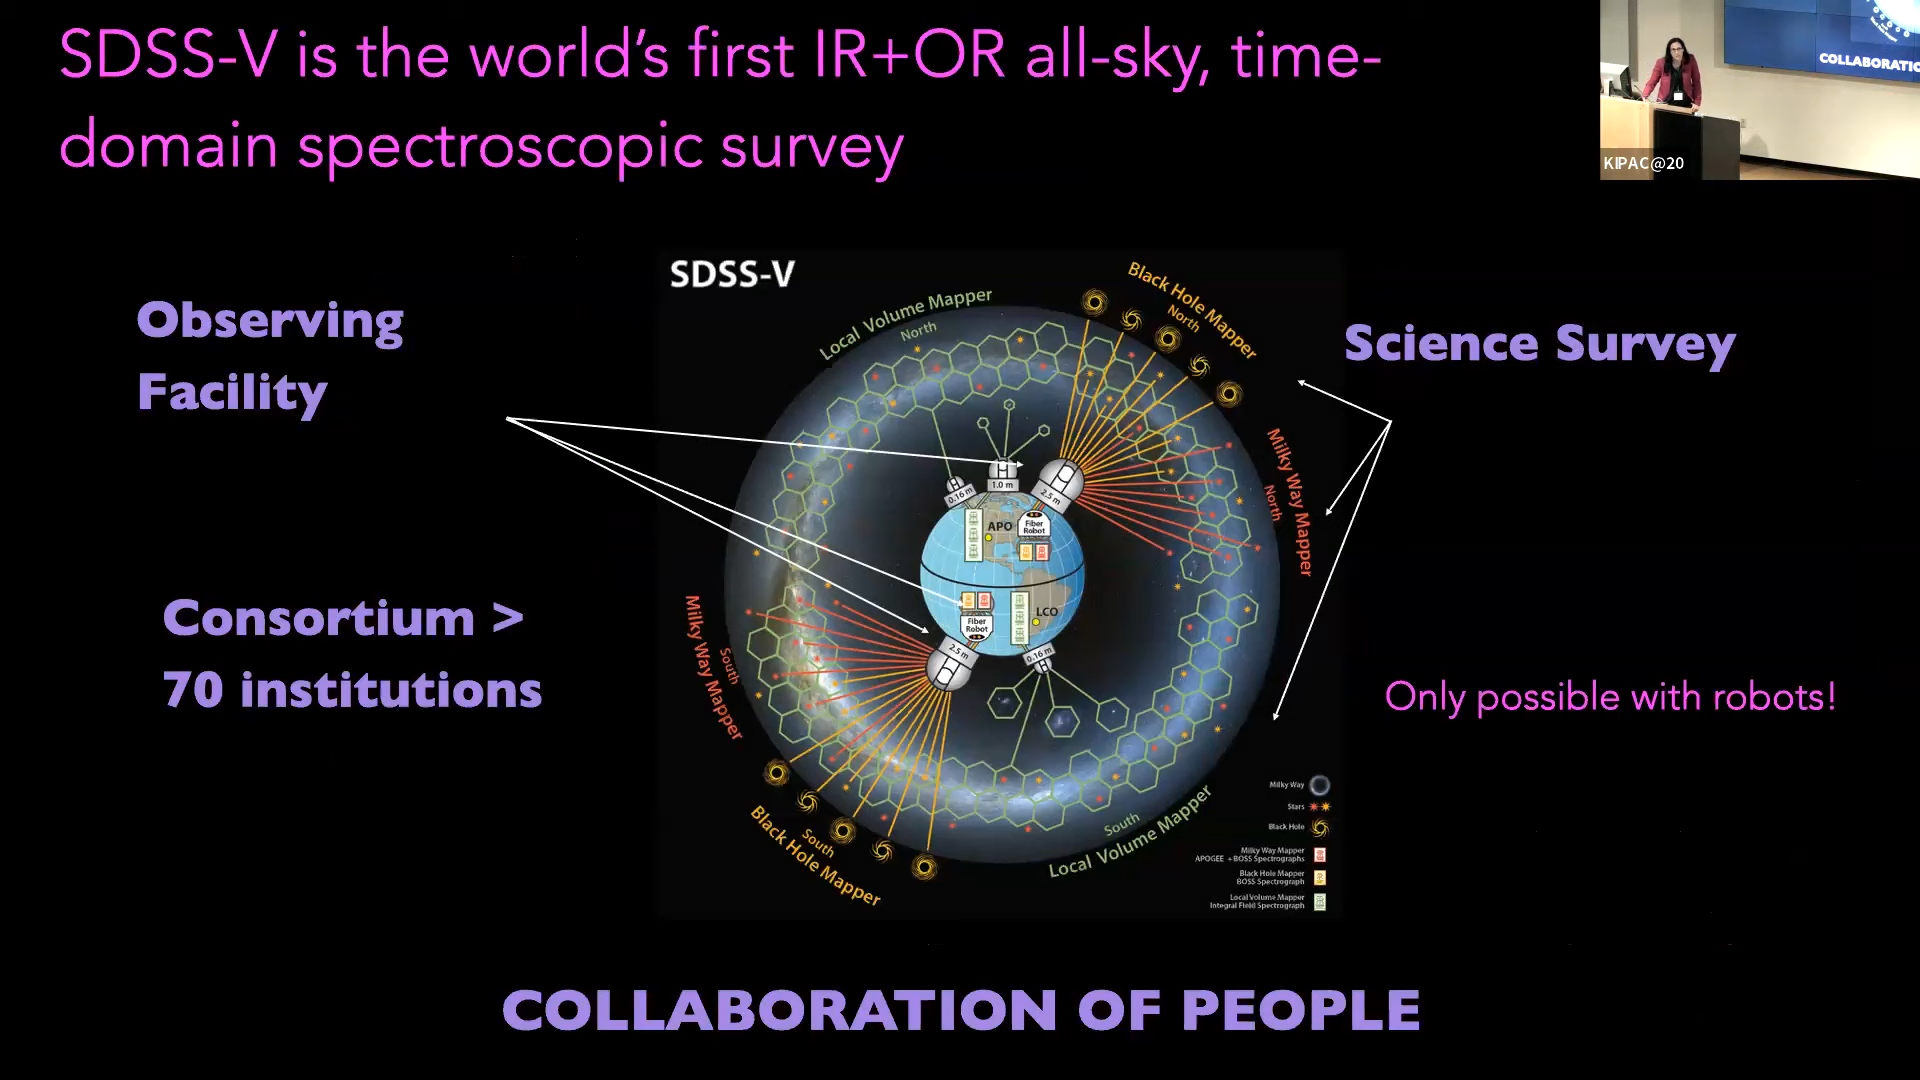 SDSS-V is the world's first IR+OR all-sky, time-
domain spectroscopic survey
COLLABORATIO
KIPAC@20
Observing
Facility
Science Survey
Consortium >
70 institutions
Only possible with robots!
SDSS-V
Local Volume Mapper
North
Black Hole Mapper
North
Milky Way Mapper
North
0.16 m
1.0 m
2.5 m
APO
Fiber
Robot
LCO
Fiber
Robot
2.5 m
0.16 m
Milky Way Mapper
South
Black Hole Mapper
South
Local Volume Mapper
South
Milky Way
Stars
Black Hole
Milky Way Mapper
APOGEE + BOSS Spectrographs
Black Hole Mapper
BOSS Spectrograph
Local Volume Mapper
Integral Field Spectrograph
COLLABORATION OF PEOPLE